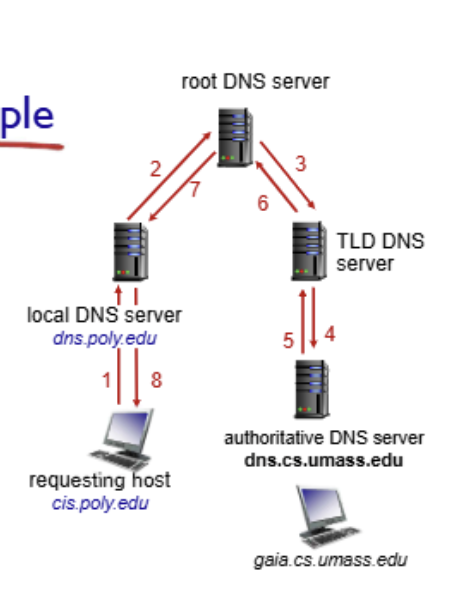 root DNS server
ple
2
3
7
6
TLD DNS
server
local DNS server
dns.poly.edu
5
4
1
8
authoritative DNS server
dns.cs.umass.edu
requesting host
cis.poly.edu
gaia.cs.umass.edu